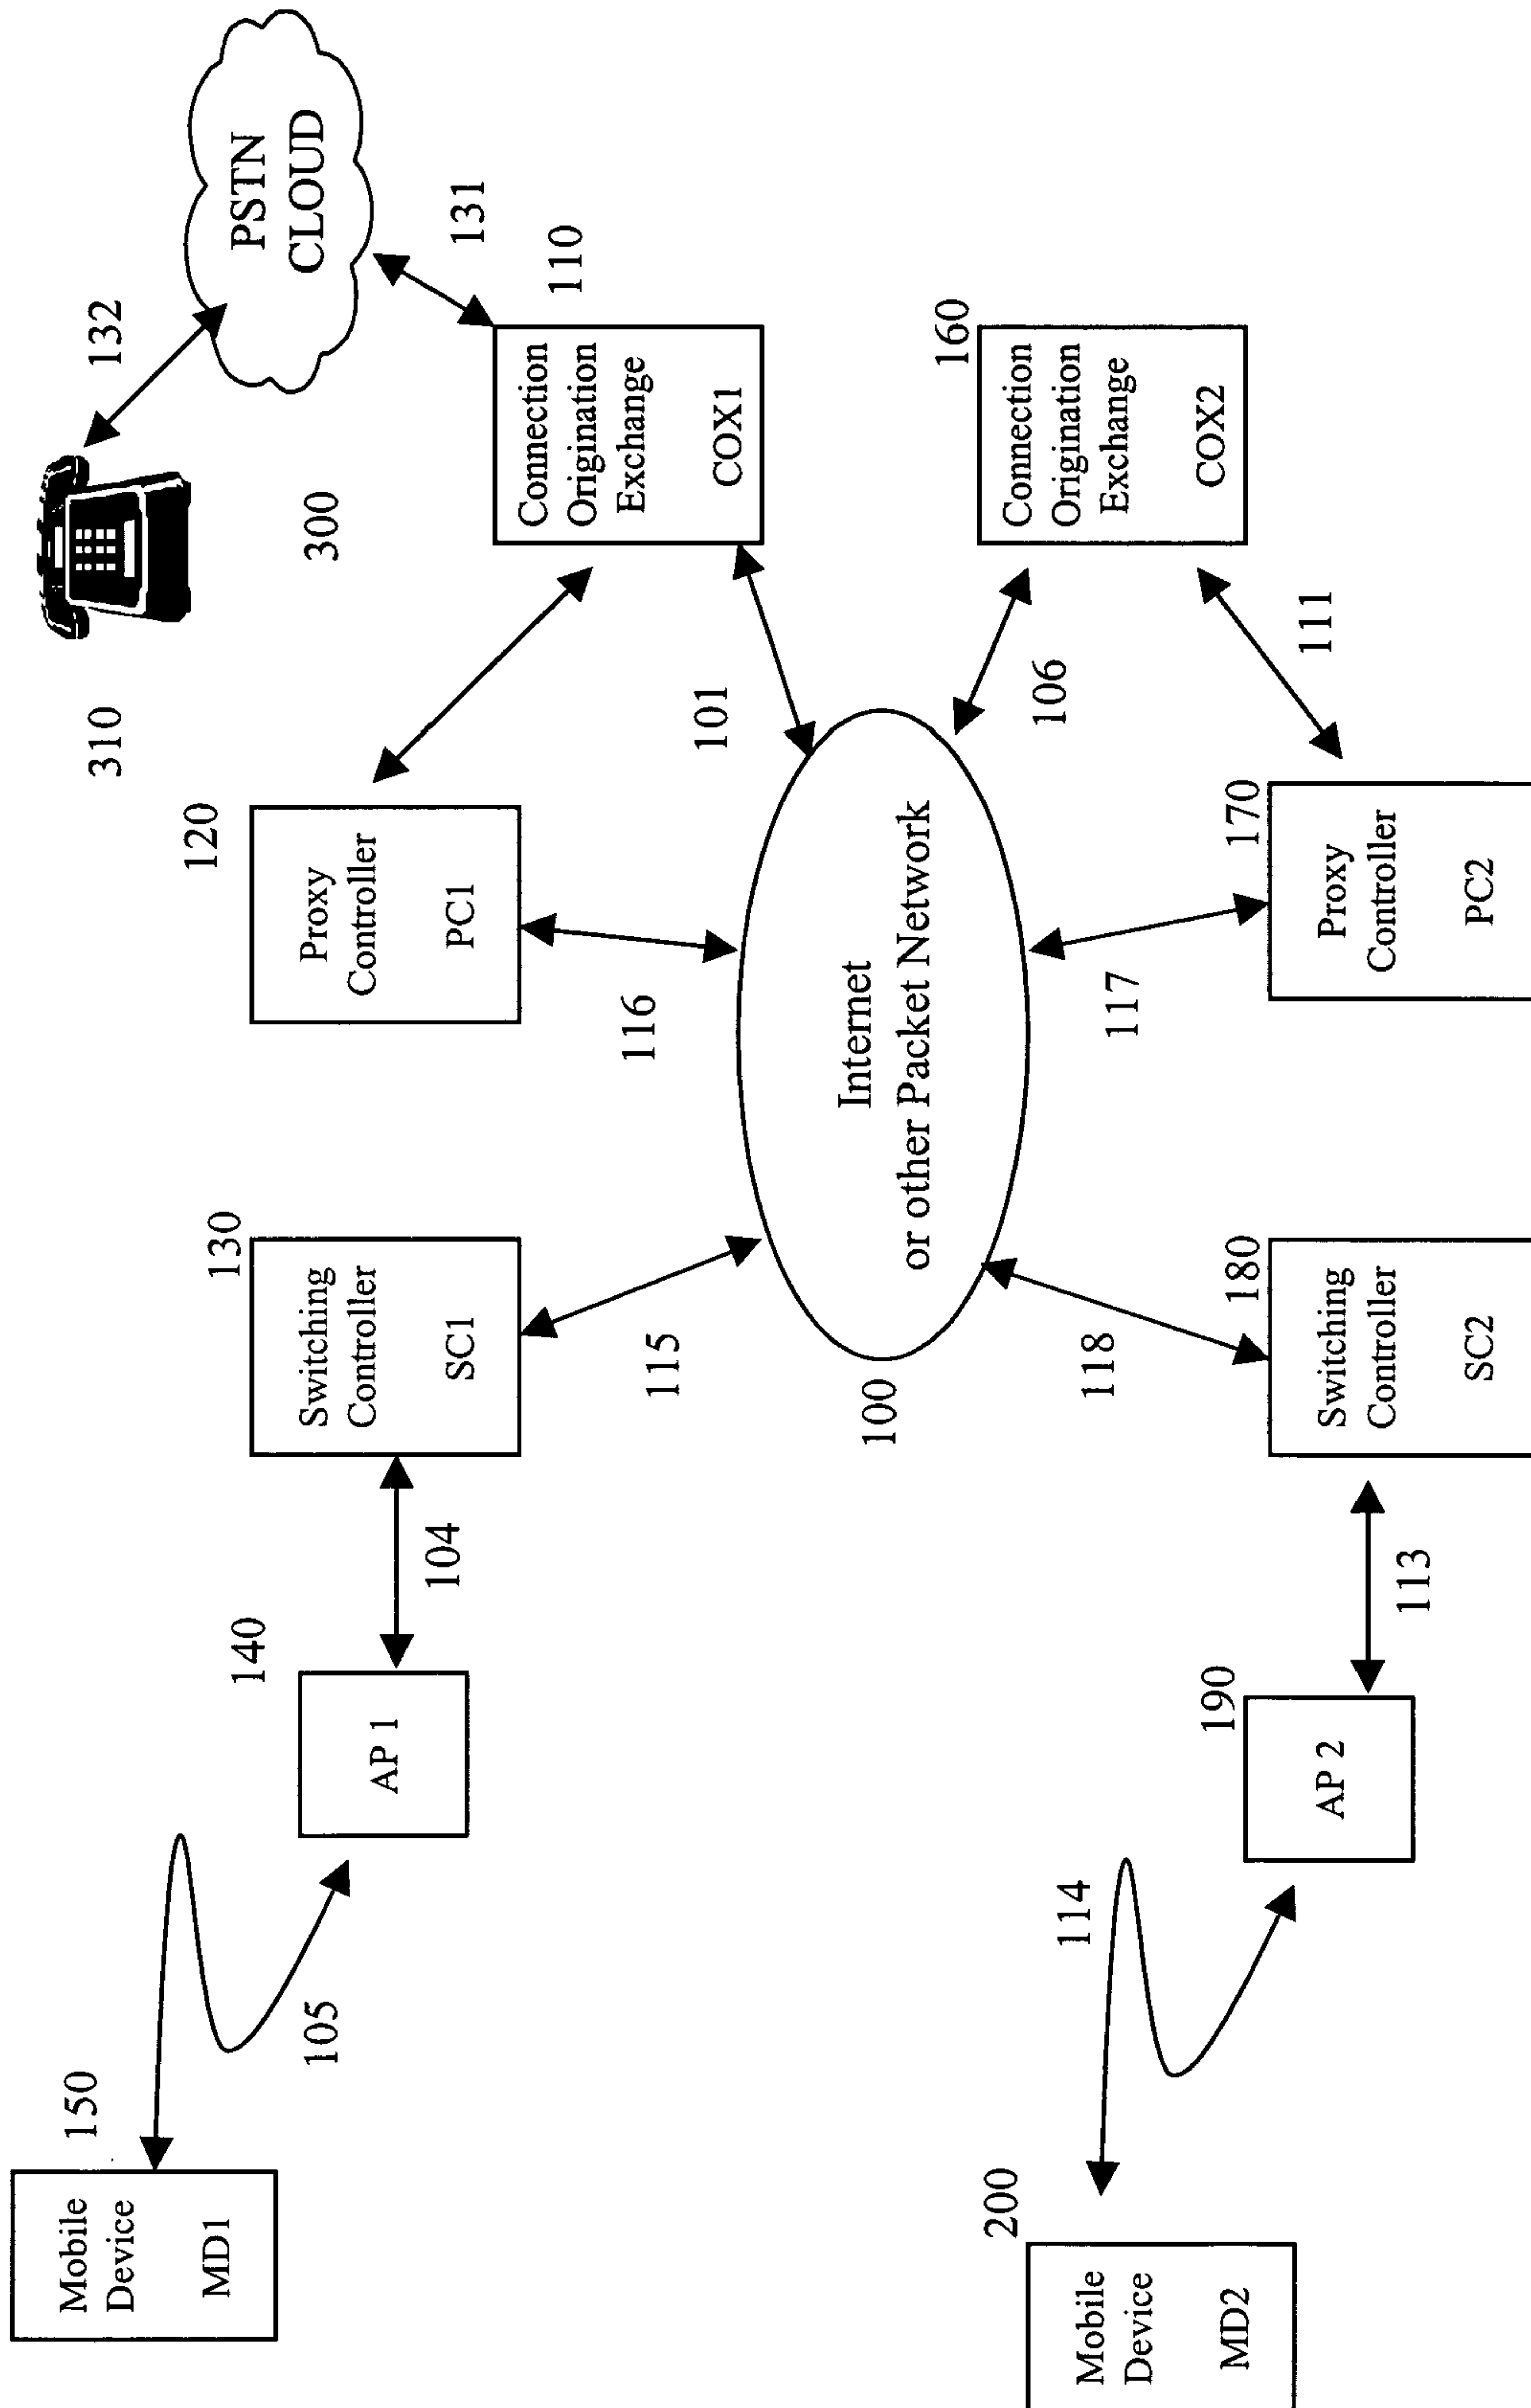 150
Mobile
Device
MD1
310
132
105
140
AP 1
104
130
Switching
Controller
SC1
120
Proxy
Controller
PC1
300
PSTN
CLOUD
131
110
Connection
Origination
Exchange
COX1
115
116
101
100
Internet
or other Packet Network
106
160
Connection
Origination
Exchange
COX2
200
Mobile
Device
MD2
114
190
AP 2
113
118
180
Switching
Controller
SC2
117
170
Proxy
Controller
PC2
111